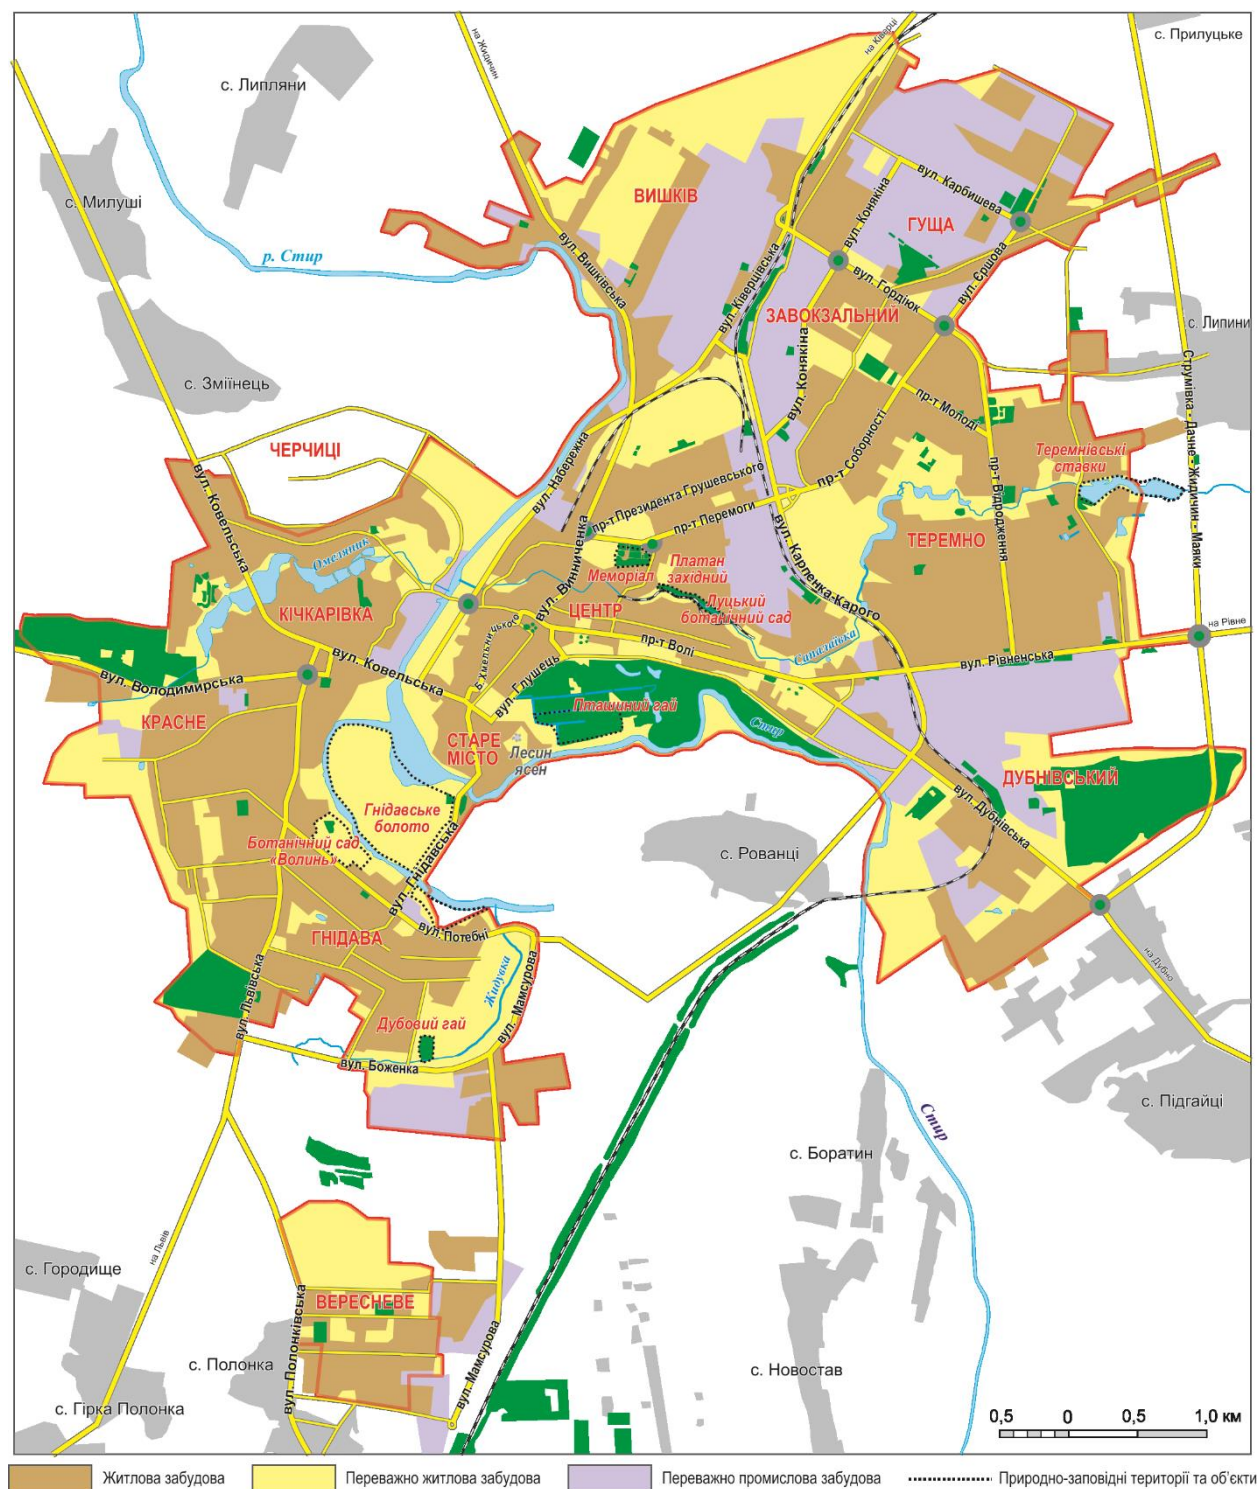 с. Прилуцьке
на Жидичин
на Ківерці
с. Липляни
ВИШКІВ
вул. Карбишева
вул. Конякіна
ГУЩА
с. Милуші
р. Стир
вул. Вишківська
вул. Ківерцівська
вул. Гордіюк
вул. Єршова
ЗАВОКЗАЛЬНИЙ
с. Липини
вул. Конякіна
с. Зміїнець
пр-т Молоді
Струмівка - Дачне - Жидичин - Маяки
ЧЕРЧИЦІ
вул. Ковельська
вул. Набережна
пр-т Соборності
Теремнівські
ставки
пр-т Президента Грушевського
пр-т Перемоги
пр-т Відродження
Омеляник
вул. Винниченка
вул. Карпенка-Карого
ТЕРЕМНО
Меморіал
Платан
західний
КІЧКАРІВКА
ЦЕНТР
Луцький
ботанічний сад
Б. Хмельницького
пр-т Волі
Сапалаївка
на Рівне
вул. Рівненська
вул. Ковельська
вул. Глушець
вул. Володимирська
Пташиний гай
КРАСНЕ
СТАРЕ
МІСТО
Лесин
ясен
Стир
ДУБНІВСЬКИЙ
вул. Дубнівська
Гнідавське
болото
Ботанічний сад
«Волинь»
вул. Гнідавська
с. Рованці
вул. Потебні
ГНІДАВА
вул. Львівська
Жидувка
вул. Мамсурова
на Дубно
Дубовий гай
вул. Боженка
с. Підгайці
Стир
с. Боратин
на Львів
с. Городище
ВЕРЕСНЕВЕ
вул. Полонківська
вул. Мамсурова
с. Полонка
с. Новостав
с. Гірка Полонка
0,5 0 0,5 1,0 км
Житлова забудова Переважно житлова забудова Переважно промислова забудова Природно-заповідні території та об'єкти